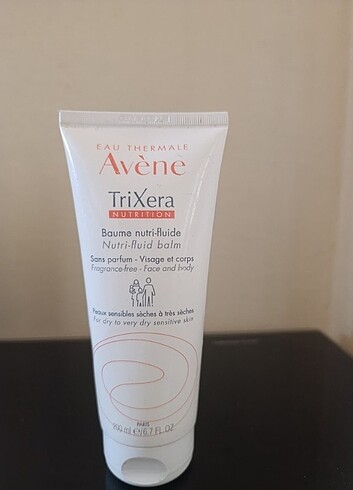 EAU THERMALE
Avène
TriXera
NUTRITION
Baume nutri-fluide
Nutri-fluid balm
Sans parfum - Visage et corps
Fragrance-free - Face and body
Peaux sensibles sèches à très sèches
For dry to very dry sensitive skin
PARIS
200 ml e/6.7 FL.OZ